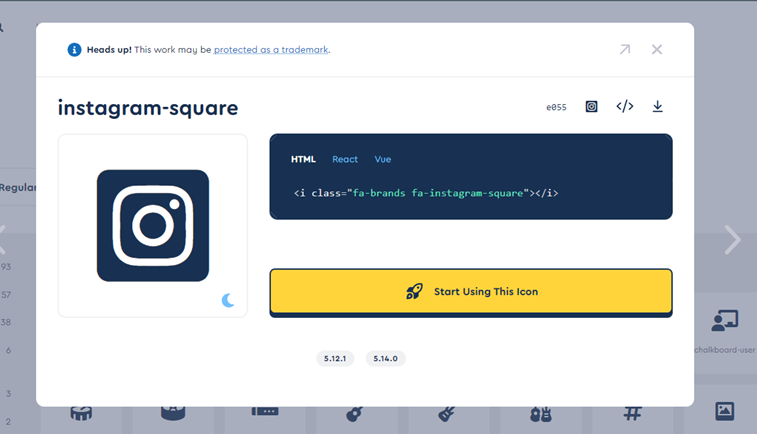 Heads up! This work may be protected as a trademark.
instagram-square
e055
HTML React Vue
<i class="fa-brands fa-instagram-square"></i>
Start Using This Icon
5.12.1 5.14.0
Regular
93
57
38
6
3
2
chalkboard-user